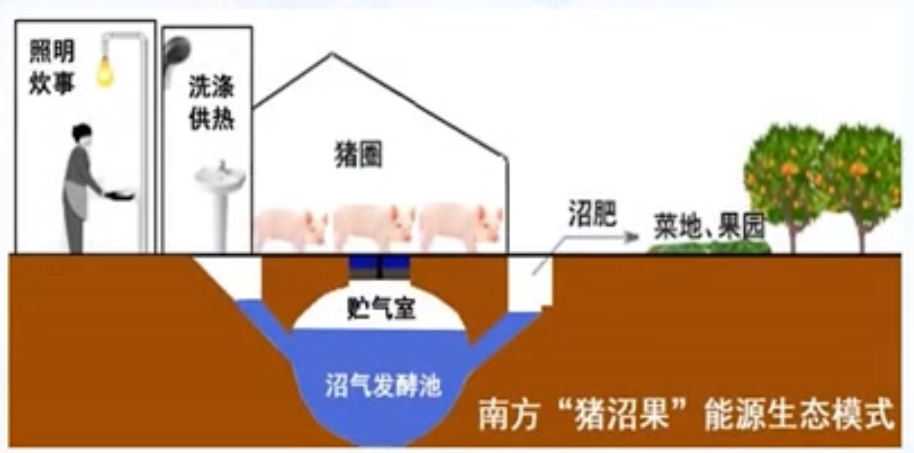 照明
炊事
洗涤
供热
猪圈
沼肥
菜地、果园
贮气室
沼气发酵池
南方“猪沼果”能源生态模式